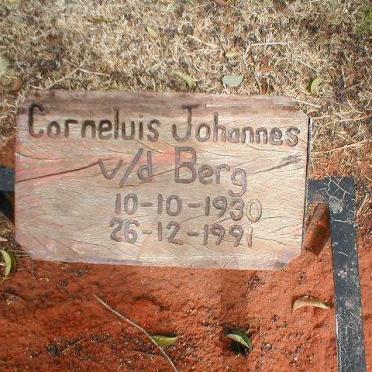 Corneluis Johannes
v/d Berg
10-10-1930
26-12-1991